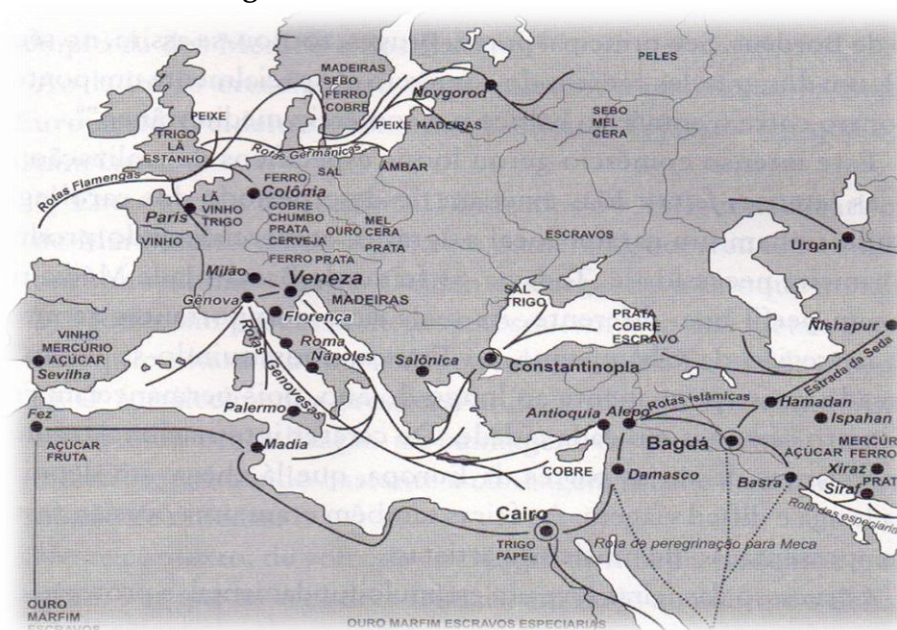 MADEIRAS
SEBO
FERRO
COBRE
PELES
Novgorod
PEIXE
PEIXE MADEIRAS
SEBO
MEL
CERA
TRIGO
LÃ
ESTANHO
Rotas Germânicas
SAL
AMBAR
Rotas Flamengas
FERRO
Colônia
COBRE
CHUMBO
PRATA
CERVEJA
FERRO PRATA
Paris
LÃ
VINHO
TRIGO
VINHO
MEL
OURO CERA
PRATA
ESCRAVOS
Urganj
Milão
Veneza
Gênova
MADEIRAS
Florença
SAL
TRIGO
PRATA
COBRE
ESCRAVO
Nishapur
VINHO
MERCÚRIO
AÇÚCAR
Sevilha
Roma
Nápoles
Rotas Genovesas
Salônica
Constantinopla
Estrada da Seda
Fez
Palermo
Antioquia
Alepo
Rotas islâmicas
Hamadan
Ispahan
AÇÚCAR
FRUTA
Madia
Bagdá
AÇÚCAR
FERRO
Xiraz
COBRE
Damasco
Basra
Siraf
Rota das
Cairo
TRIGO
PAPEL
Rota de peregrinação para Meca
OURO
MARFIM
ESCRAVOS
OURO MARFIM ESCRAVOS ESPECIARIAS